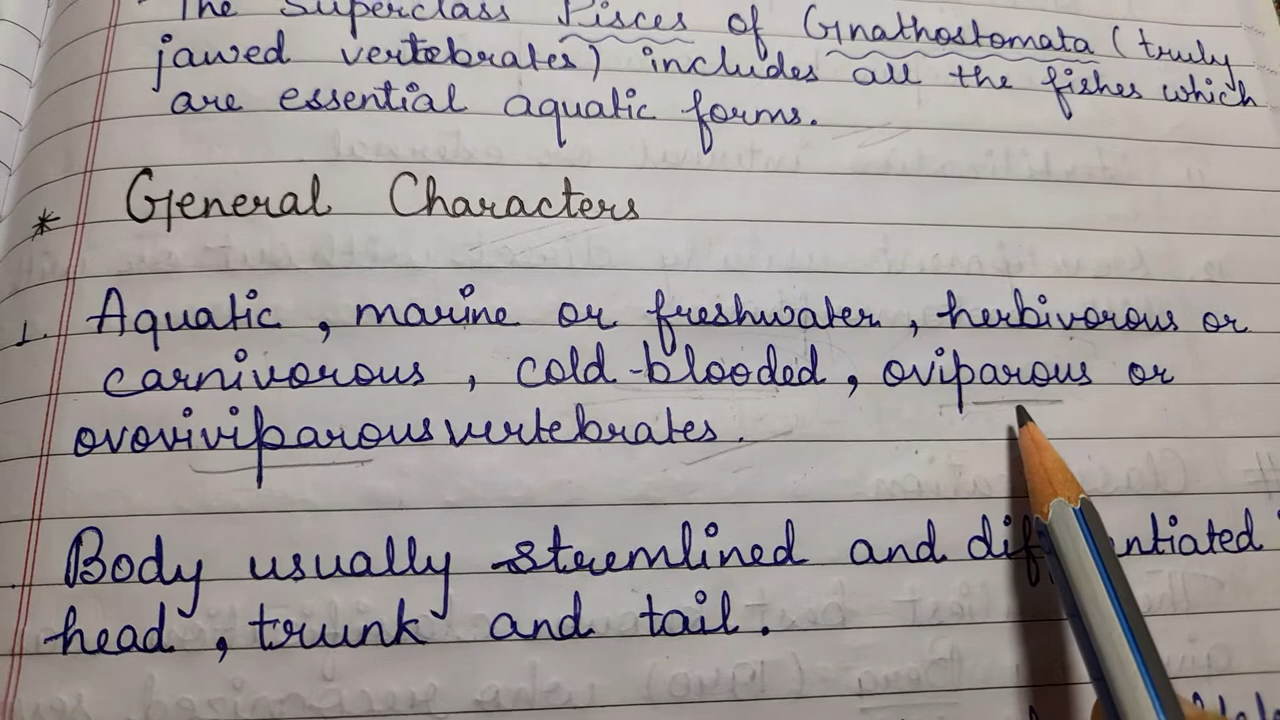 The Superclass Pisces of Gnathostomata (truly
jawed vertebrates) includes all the fishes which
are essential aquatic forms.
* General Characters
1. Aquatic, marine or freshwater, herbivorous or
carnivorous, cold-blooded, oviparous or
ovoviviparous vertebrates.
Body usually stremlined and
head, trunk and tail.